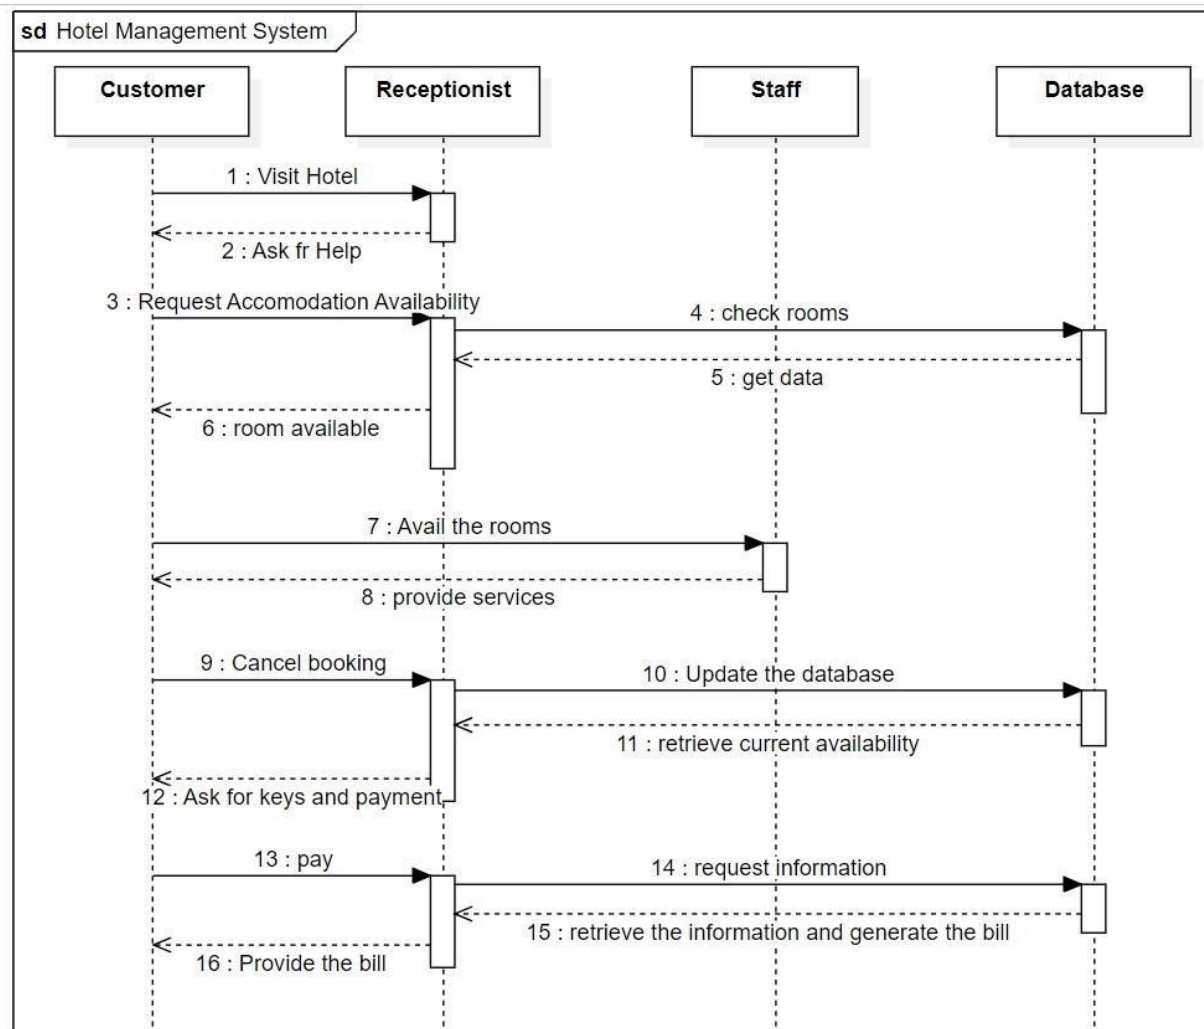 sd Hotel Management System
Customer
Receptionist
Staff
Database
1 : Visit Hotel
2 : Ask fr Help
3 : Request Accomodation Availability
4 : check rooms
5 : get data
6 : room available
7 : Avail the rooms
8 : provide services
9 : Cancel booking
10 : Update the database
11 : retrieve current availability
12 : Ask for keys and payment
13 : pay
14 : request information
15 : retrieve the information and generate the bill
16 : Provide the bill